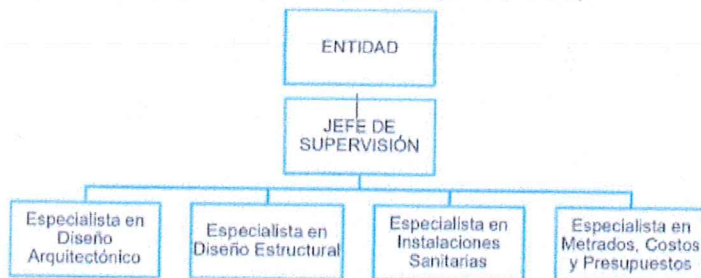 ENTIDAD
JEFE DE
SUPERVISIÓN
Especialista en
Diseño
Arquitectónico
Especialista en
Diseño Estructural
Especialista en
Instalaciones
Sanitarias
Especialista en
Metrados, Costos
y Presupuestos